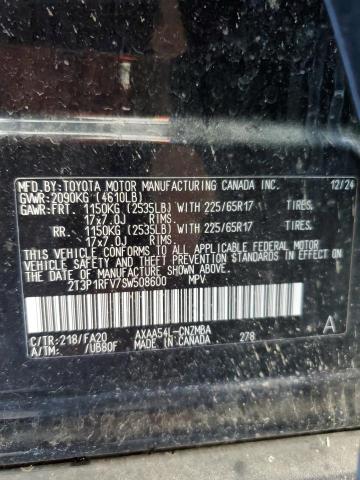 MFD.BY:TOYOTA MOTOR MANUFACTURING CANADA INC. 12/24
GVWR:2090KG (4610LB)
GAWR:FRT. 1150KG (2535LB) WITH 225/65R17 TIRES,
17x7.0J RIMS
RR. 1150KG (2535LB) WITH 225/65R17 TIRES,
17x7.0J RIMS
THIS VEHICLE CONFORMS TO ALL APPLICABLE
FEDERAL MOTOR VEHICLE SAFETY, BUMPER, AND THEFT
PREVENTION STANDARDS IN EFFECT ON THE DATE OF
MANUFACTURE SHOWN ABOVE.
2T3P1RFV7SW508600 MPV
C/TR:218/FA20 AXAA54L-CNZMBA 278 A
A/TM: /UB80F MADE IN CANADA